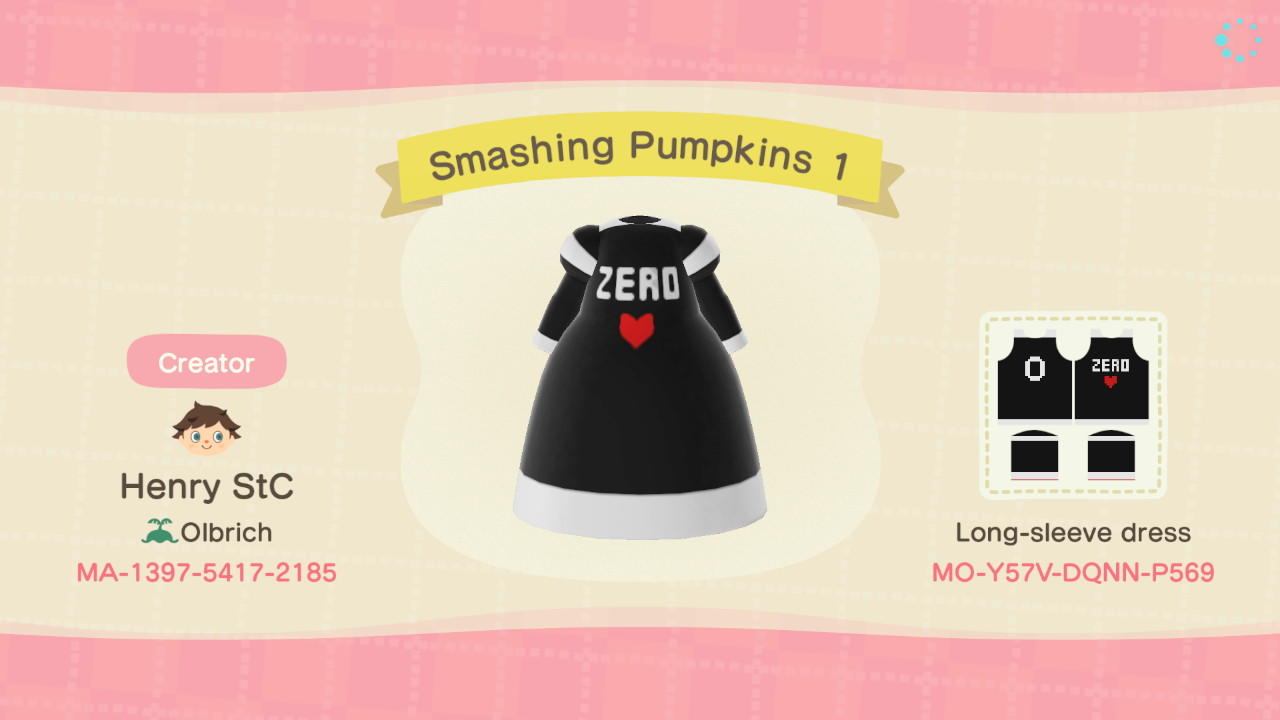 Smashing Pumpkins 1
ZERO
Creator
Henry StC
Olbrich
MA-1397-5417-2185
0
ZERO
Long-sleeve dress
MO-Y57V-DQNN-P569